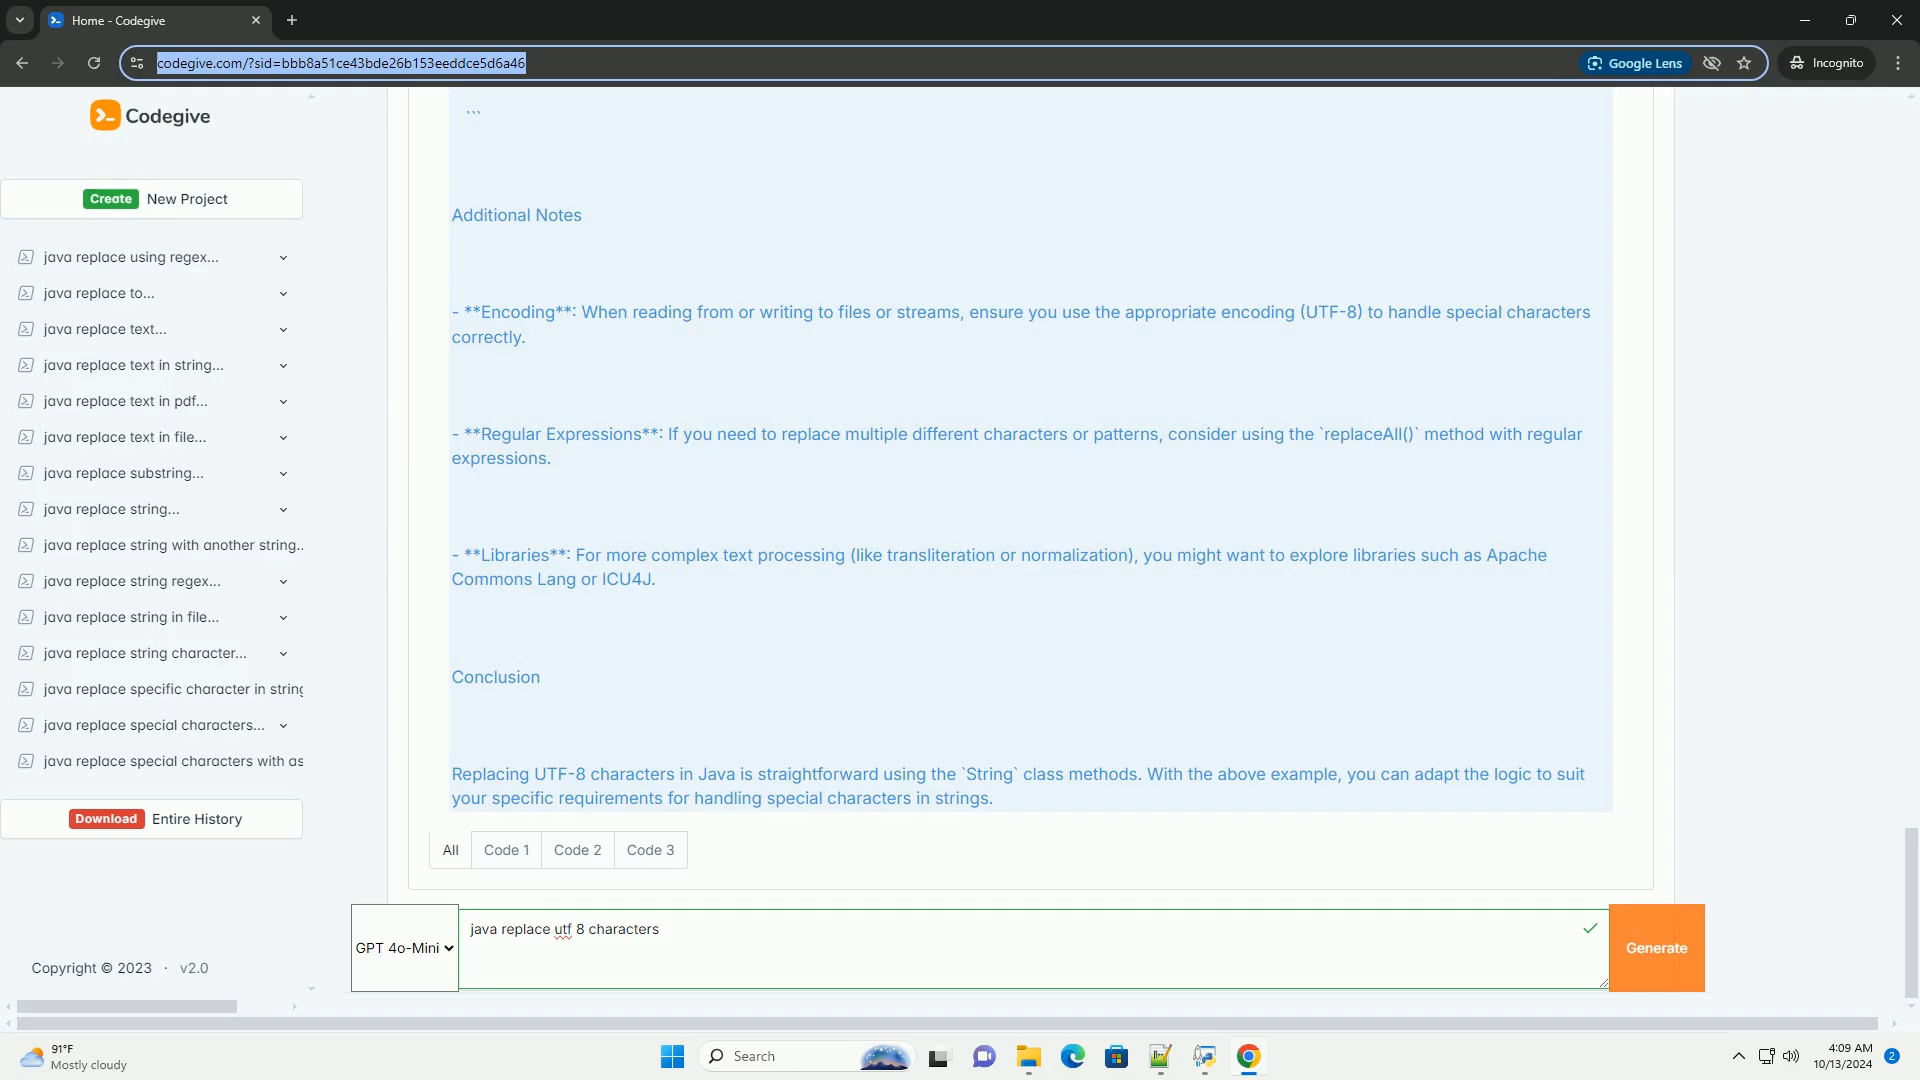 Home - Codegive
codegive.com/?sid=bbb8a51ce43bde26b153eeddce5d6a46
Google Lens
Incognito
Codegive
Create New Project
java replace using regex...
java replace to...
java replace text...
java replace text in string...
java replace text in pdf...
java replace text in file...
java replace substring...
java replace string...
java replace string with another string..
java replace string regex...
java replace string in file...
java replace string character...
java replace specific character in string
java replace special characters...
java replace special characters with as
Download Entire History
Copyright © 2023 · v2.0
```
Additional Notes
- **Encoding**: When reading from or writing to files or streams, ensure you use the appropriate encoding (UTF-8) to handle special characters
correctly.
- **Regular Expressions**: If you need to replace multiple different characters or patterns, consider using the `replaceAll()` method with regular
expressions.
- **Libraries**: For more complex text processing (like transliteration or normalization), you might want to explore libraries such as Apache
Commons Lang or ICU4J.
Conclusion
Replacing UTF-8 characters in Java is straightforward using the `String` class methods. With the above example, you can adapt the logic to suit
your specific requirements for handling special characters in strings.
All Code 1 Code 2 Code 3
GPT 4o-Mini
java replace utf 8 characters
Generate
91°F
Mostly cloudy
Search
4:09 AM
10/13/2024
2